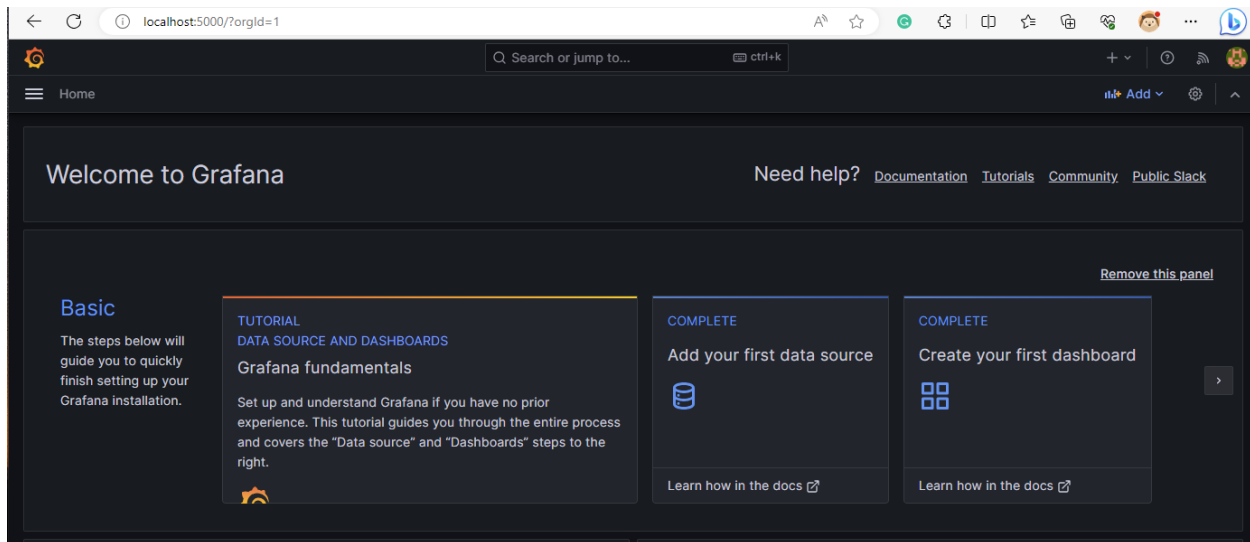 localhost:5000/?orgId=1
Search or jump to...
ctrl+k
Home
Add
Welcome to Grafana
Need help?
Documentation
Tutorials
Community
Public Slack
Remove this panel
Basic
The steps below will
guide you to quickly
finish setting up your
Grafana installation.
TUTORIAL
DATA SOURCE AND DASHBOARDS
Grafana fundamentals
Set up and understand Grafana if you have no prior
experience. This tutorial guides you through the entire process
and covers the “Data source” and “Dashboards” steps to the
right.
COMPLETE
Add your first data source
Learn how in the docs
COMPLETE
Create your first dashboard
Learn how in the docs